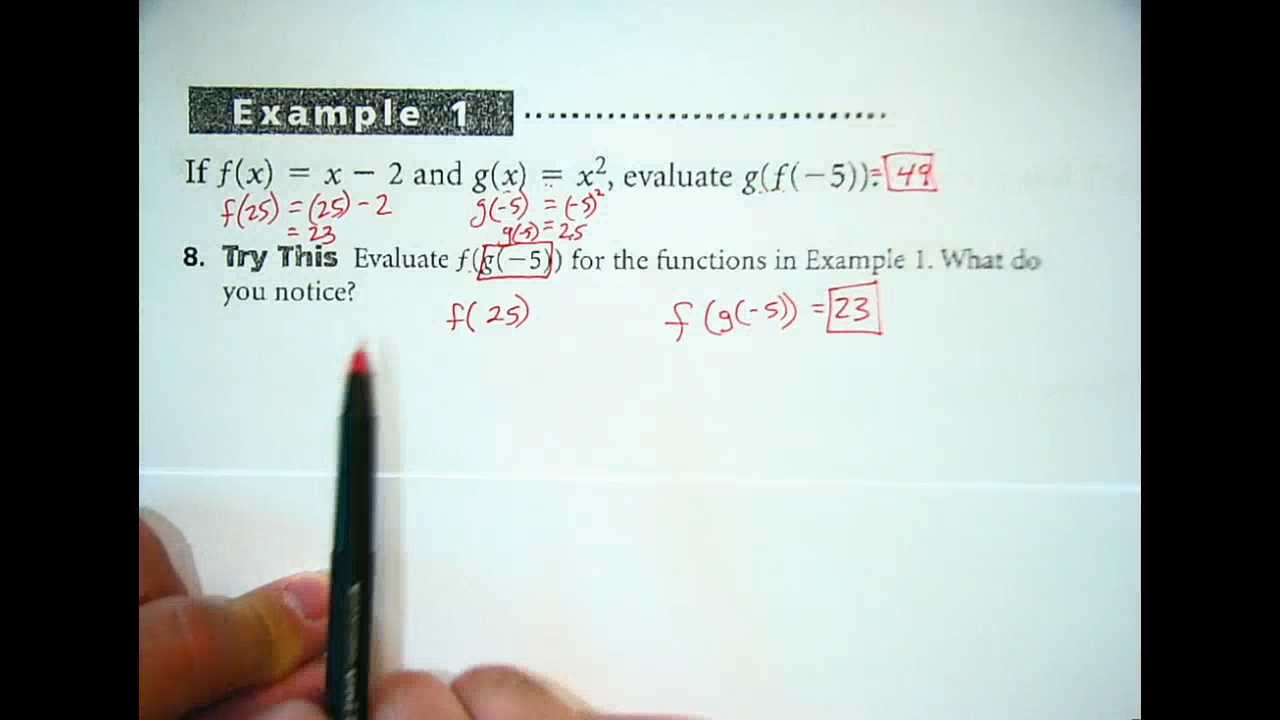 Example 1
If f(x) = x − 2 and g(x) = x², evaluate g(f(−5)). = 49
f(25) = (25) - 2 g(-5) = (-5)²
= 23 g(-5) = 25
8. Try This Evaluate f(g(−5)) for the functions in Example 1. What do
you notice?
f(25) f(g(-5)) = 23